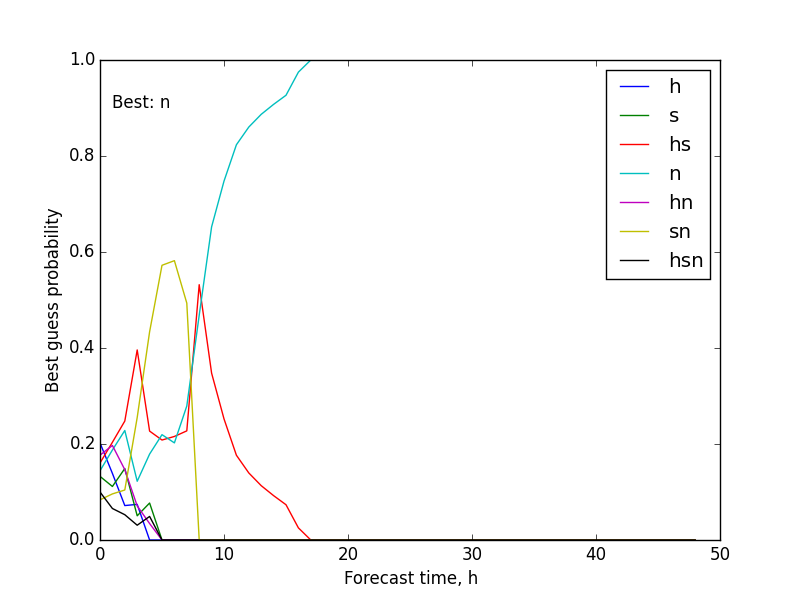 Best: n
h
s
hs
n
hn
sn
hsn
Best guess probability
1.0
0.8
0.6
0.4
0.2
0.0
0 10 20 30 40 50
Forecast time, h